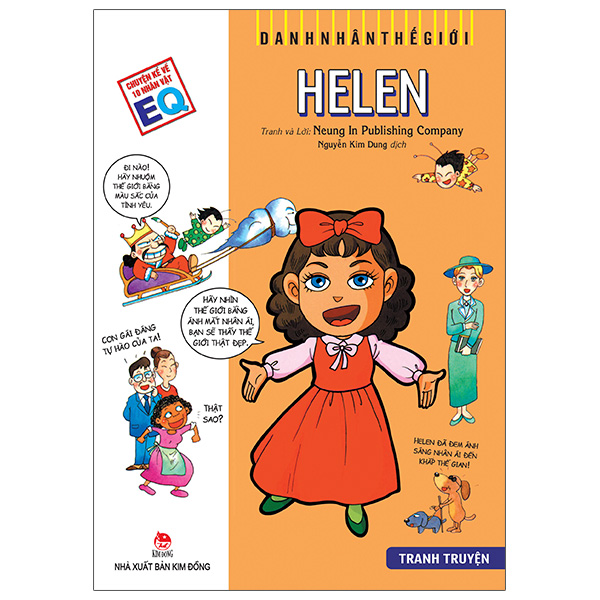 DANH NHÂN THẾ GIỚI
CHUYỆN KỂ VỀ
10 NHÂN VẬT
EQ
HELEN
Tranh và Lời: Neung In Publishing Company
Nguyễn Kim Dung dịch
ĐI NÀO!
HÃY NHUỘM
THẾ GIỚI BẰNG
MÀU SẮC CỦA
TÌNH YÊU.
HÃY NHÌN
THẾ GIỚI BẰNG
ÁNH MẮT NHÂN ÁI,
BẠN SẼ THẤY THẾ
GIỚI THẬT ĐẸP.
CON GÁI ĐÁNG
TỰ HÀO CỦA TA!
THẬT
SAO?
HELEN ĐÃ ĐEM ÁNH
SÁNG NHÂN ÁI ĐẾN
KHẮP THẾ GIAN!
KIM ĐỒNG
NHÀ XUẤT BẢN KIM ĐỒNG
TRANH TRUYỆN